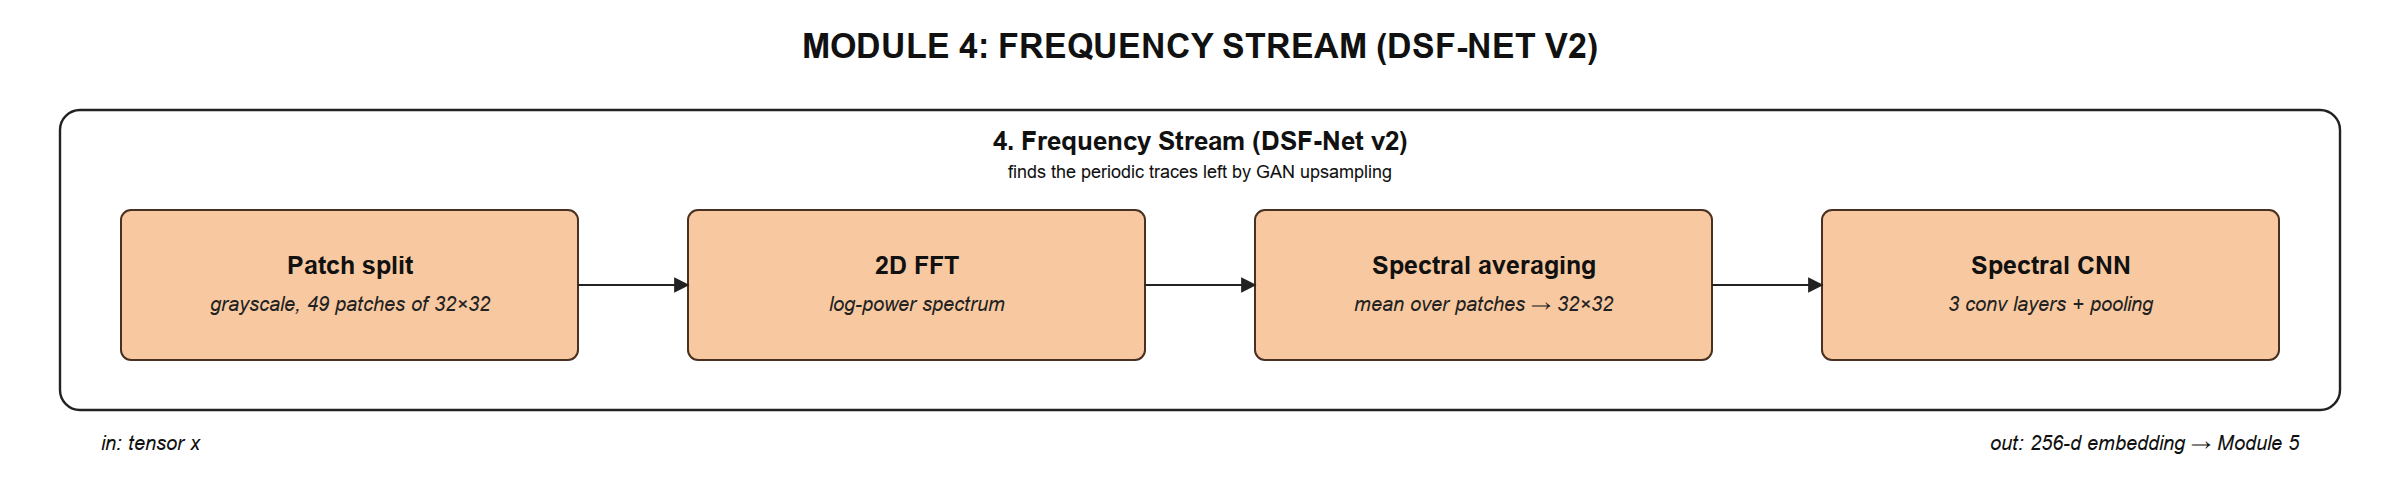 MODULE 4: FREQUENCY STREAM (DSF-NET V2)
4. Frequency Stream (DSF-Net v2)
finds the periodic traces left by GAN upsampling
Patch split
grayscale, 49 patches of 32×32
2D FFT
log-power spectrum
Spectral averaging
mean over patches → 32×32
Spectral CNN
3 conv layers + pooling
in: tensor x
out: 256-d embedding → Module 5